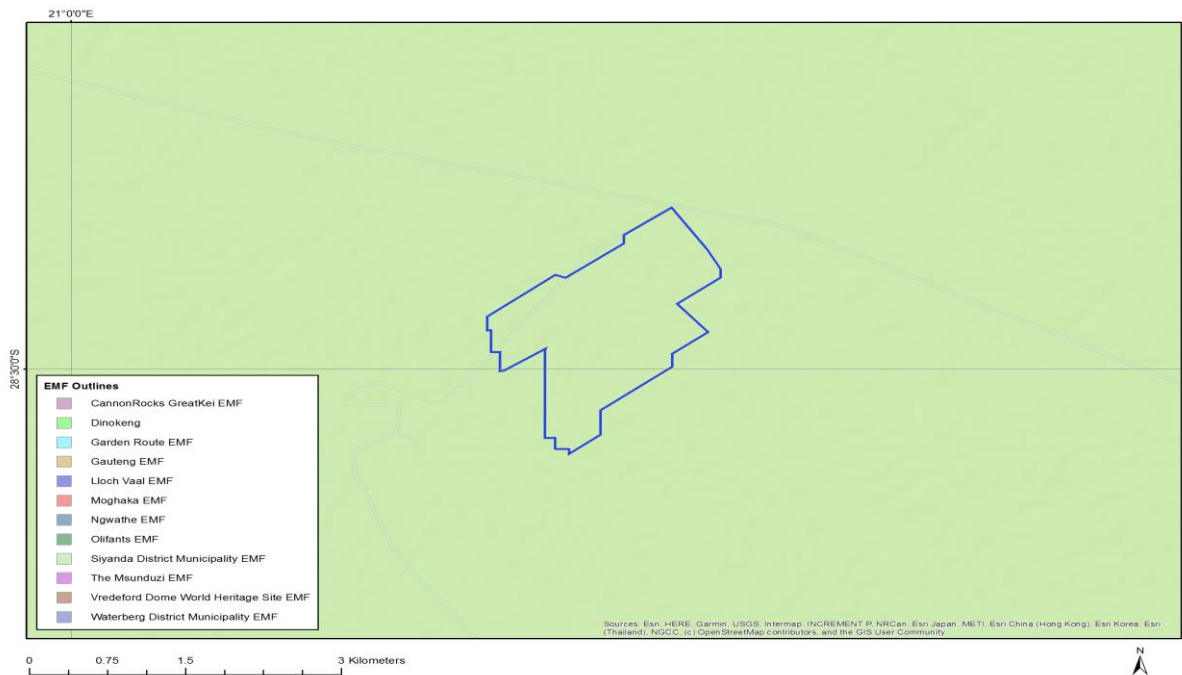 21°0'0"E
28°30'0"S
EMF Outlines
CannonRocks GreatKei EMF
Dinokeng
Garden Route EMF
Gauteng EMF
Lloch Vaal EMF
Moghaka EMF
Ngwathe EMF
Olifants EMF
Siyanda District Municipality EMF
The Msunduzi EMF
Vredeford Dome World Heritage Site EMF
Waterberg District Municipality EMF
Sources: Esri, HERE, Garmin, USGS, Intermap, INCREMENT P, NRCan, Esri Japan, METI, Esri China (Hong Kong), Esri Korea, Esri
(Thailand), NGCC, (c) OpenStreetMap contributors, and the GIS User Community
0 0.75 1.5 3 Kilometers
N